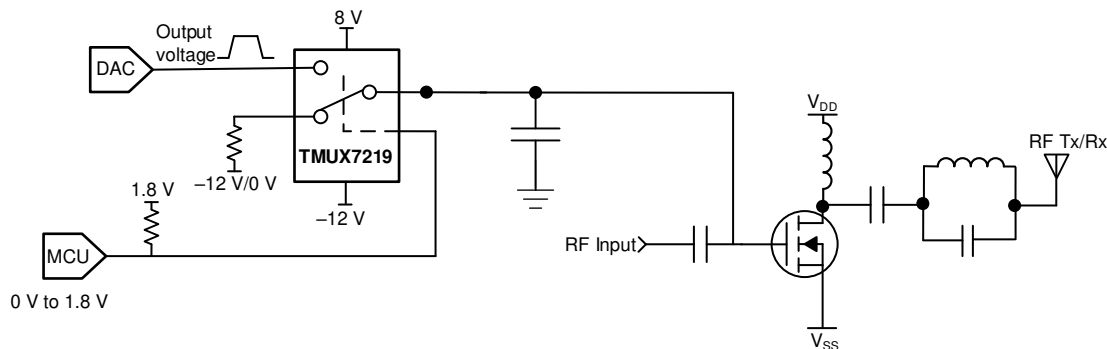 8 V
Output
voltage
DAC
TMUX7219
–12 V/0 V
1.8 V
–12 V
MCU
0 V to 1.8 V
RF Input
VDD
RF Tx/Rx
VSS